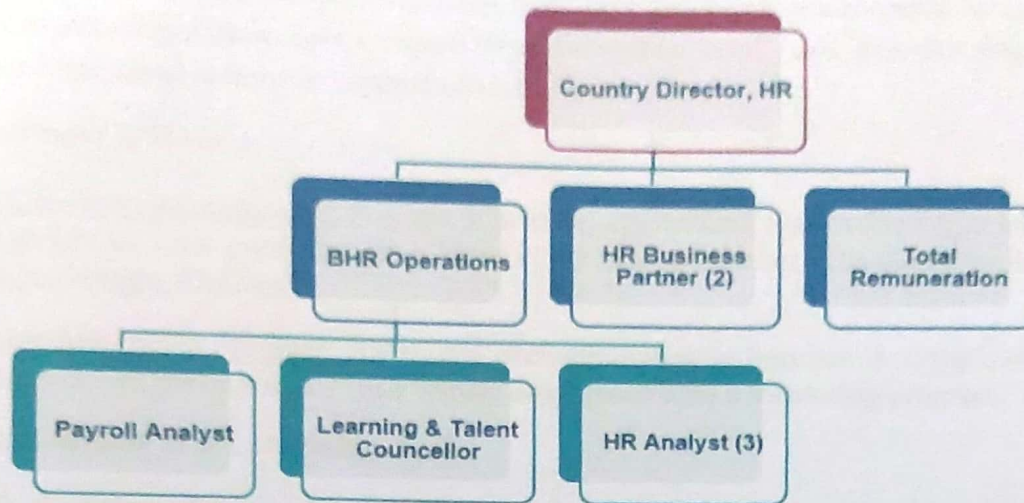 Country Director, HR
BHR Operations
HR Business
Partner (2)
Total
Remuneration
Payroll Analyst
Learning & Talent
Councellor
HR Analyst (3)